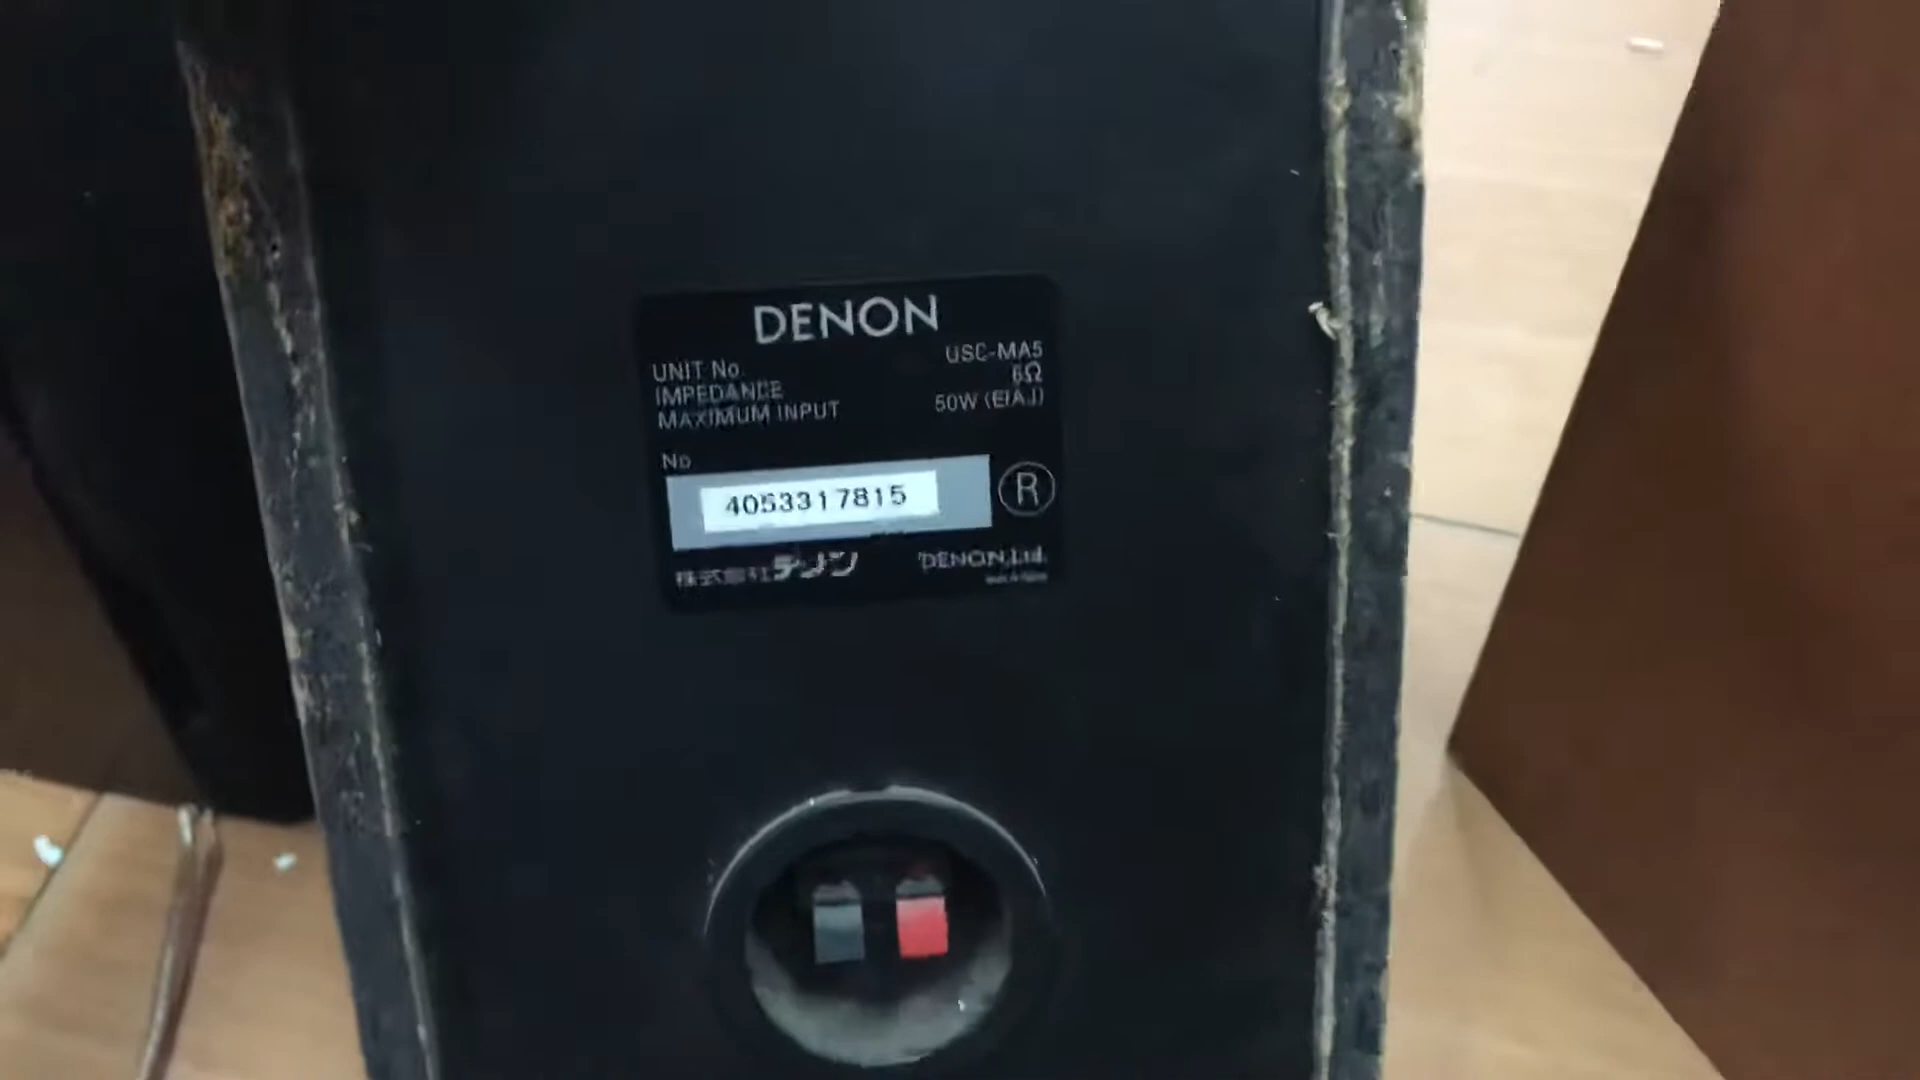 DENON
UNIT No. USC-MA5
IMPEDANCE 6Ω
MAXIMUM INPUT 50W (EIAJ)
No
4053317815
R
株式会社デノン DENON, Ltd.